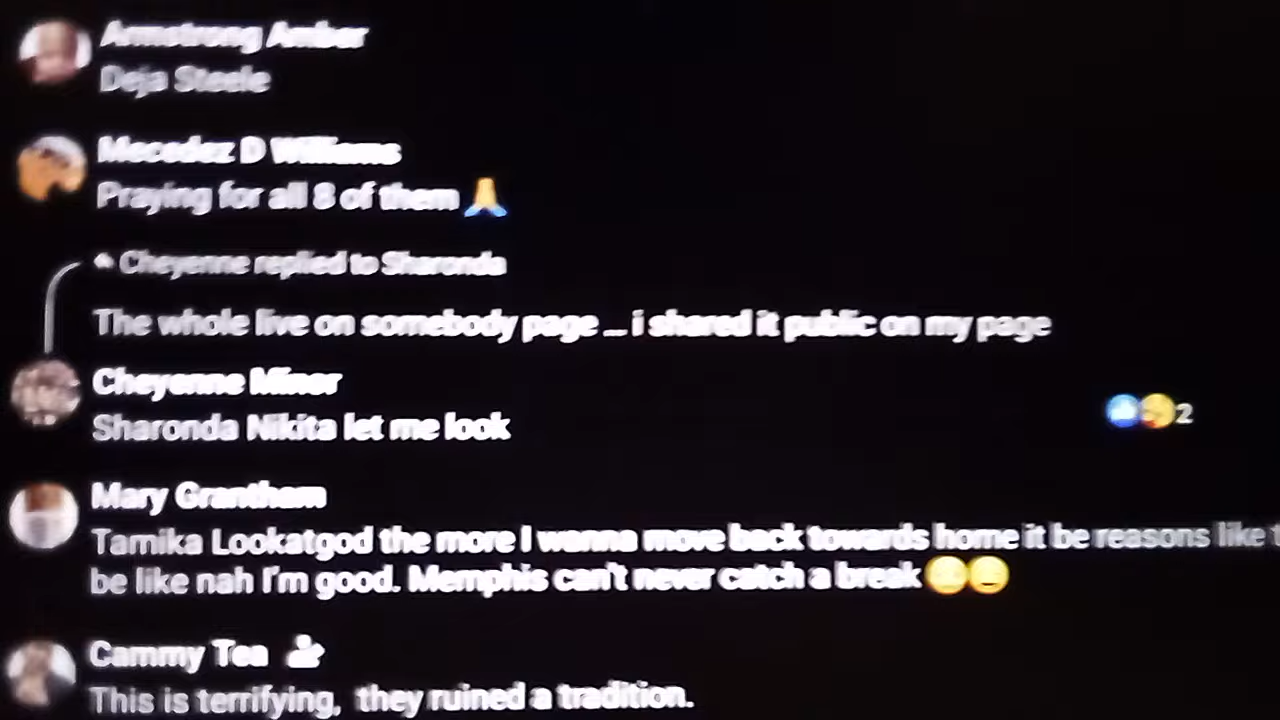 Armstrong Amber
Deja Steele
Mecedez D Williams
Praying for all 8 of them 🙏
Cheyenne replied to Sharonda
The whole live on somebody page ... i shared it public on my page
Cheyenne Minor
Sharonda Nikita let me look
2
Mary Grantham
Tamika Lookatgod the more I wanna move back towards home it be reasons like
be like nah I'm good. Memphis can't never catch a break
Cammy Tea
This is terrifying, they ruined a tradition.